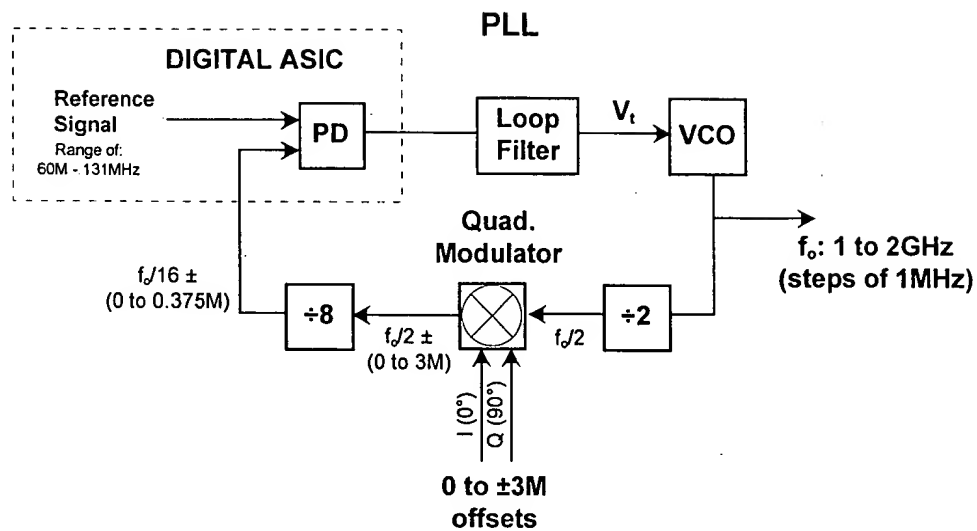 PLL
DIGITAL ASIC
Reference
Signal
Range of:
60M - 131MHz
PD
Loop
Filter
Vt
VCO
Quad.
Modulator
fo: 1 to 2GHz
(steps of 1MHz)
fo/16 ±
(0 to 0.375M)
÷8
fo/2 ±
(0 to 3M)
fo/2
÷2
I (0°)
Q (90°)
0 to ±3M
offsets